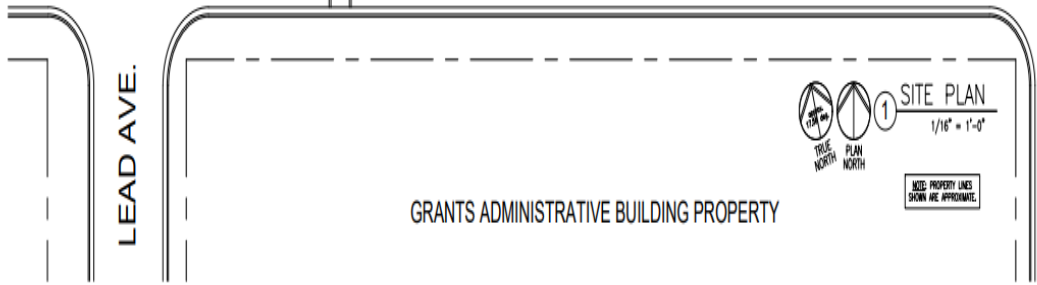 LEAD AVE.
SITE PLAN
1
1/16" = 1'-0"
TRUE
NORTH
PLAN
NORTH
NOTE: PROPERTY LINES
SHOWN ARE APPROXIMATE.
GRANTS ADMINISTRATIVE BUILDING PROPERTY